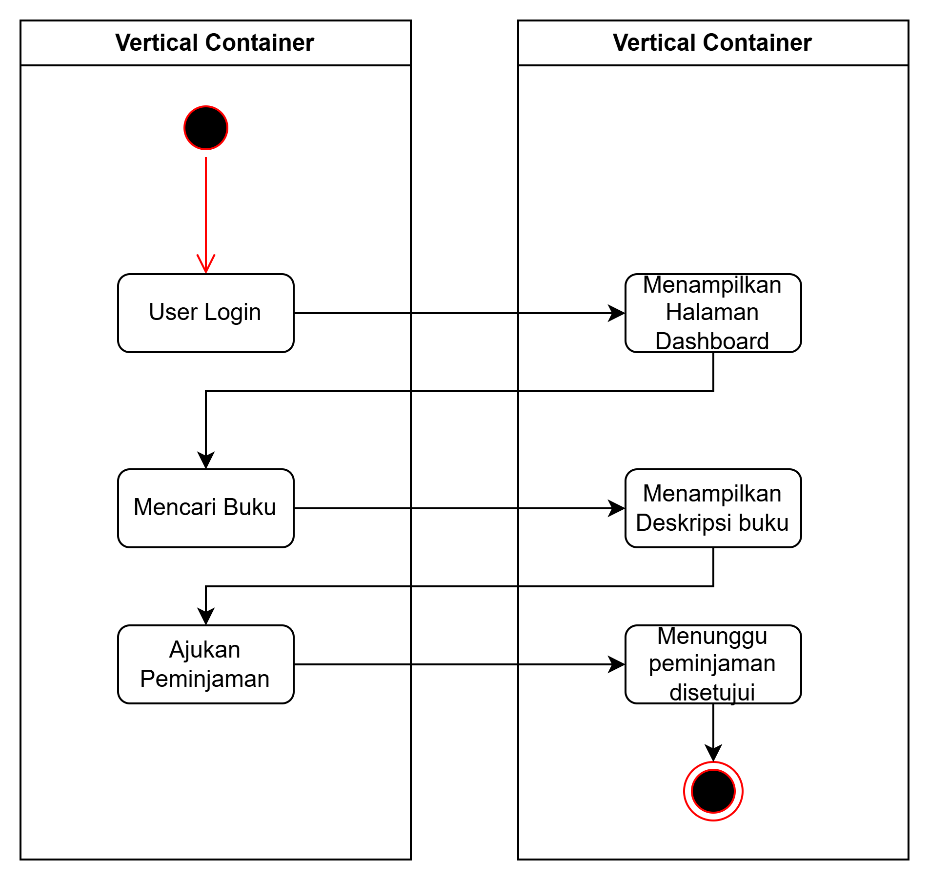 Vertical Container
Vertical Container
User Login
Menampilkan
Halaman
Dashboard
Mencari Buku
Menampilkan
Deskripsi buku
Ajukan
Peminjaman
Menunggu
peminjaman
disetujui